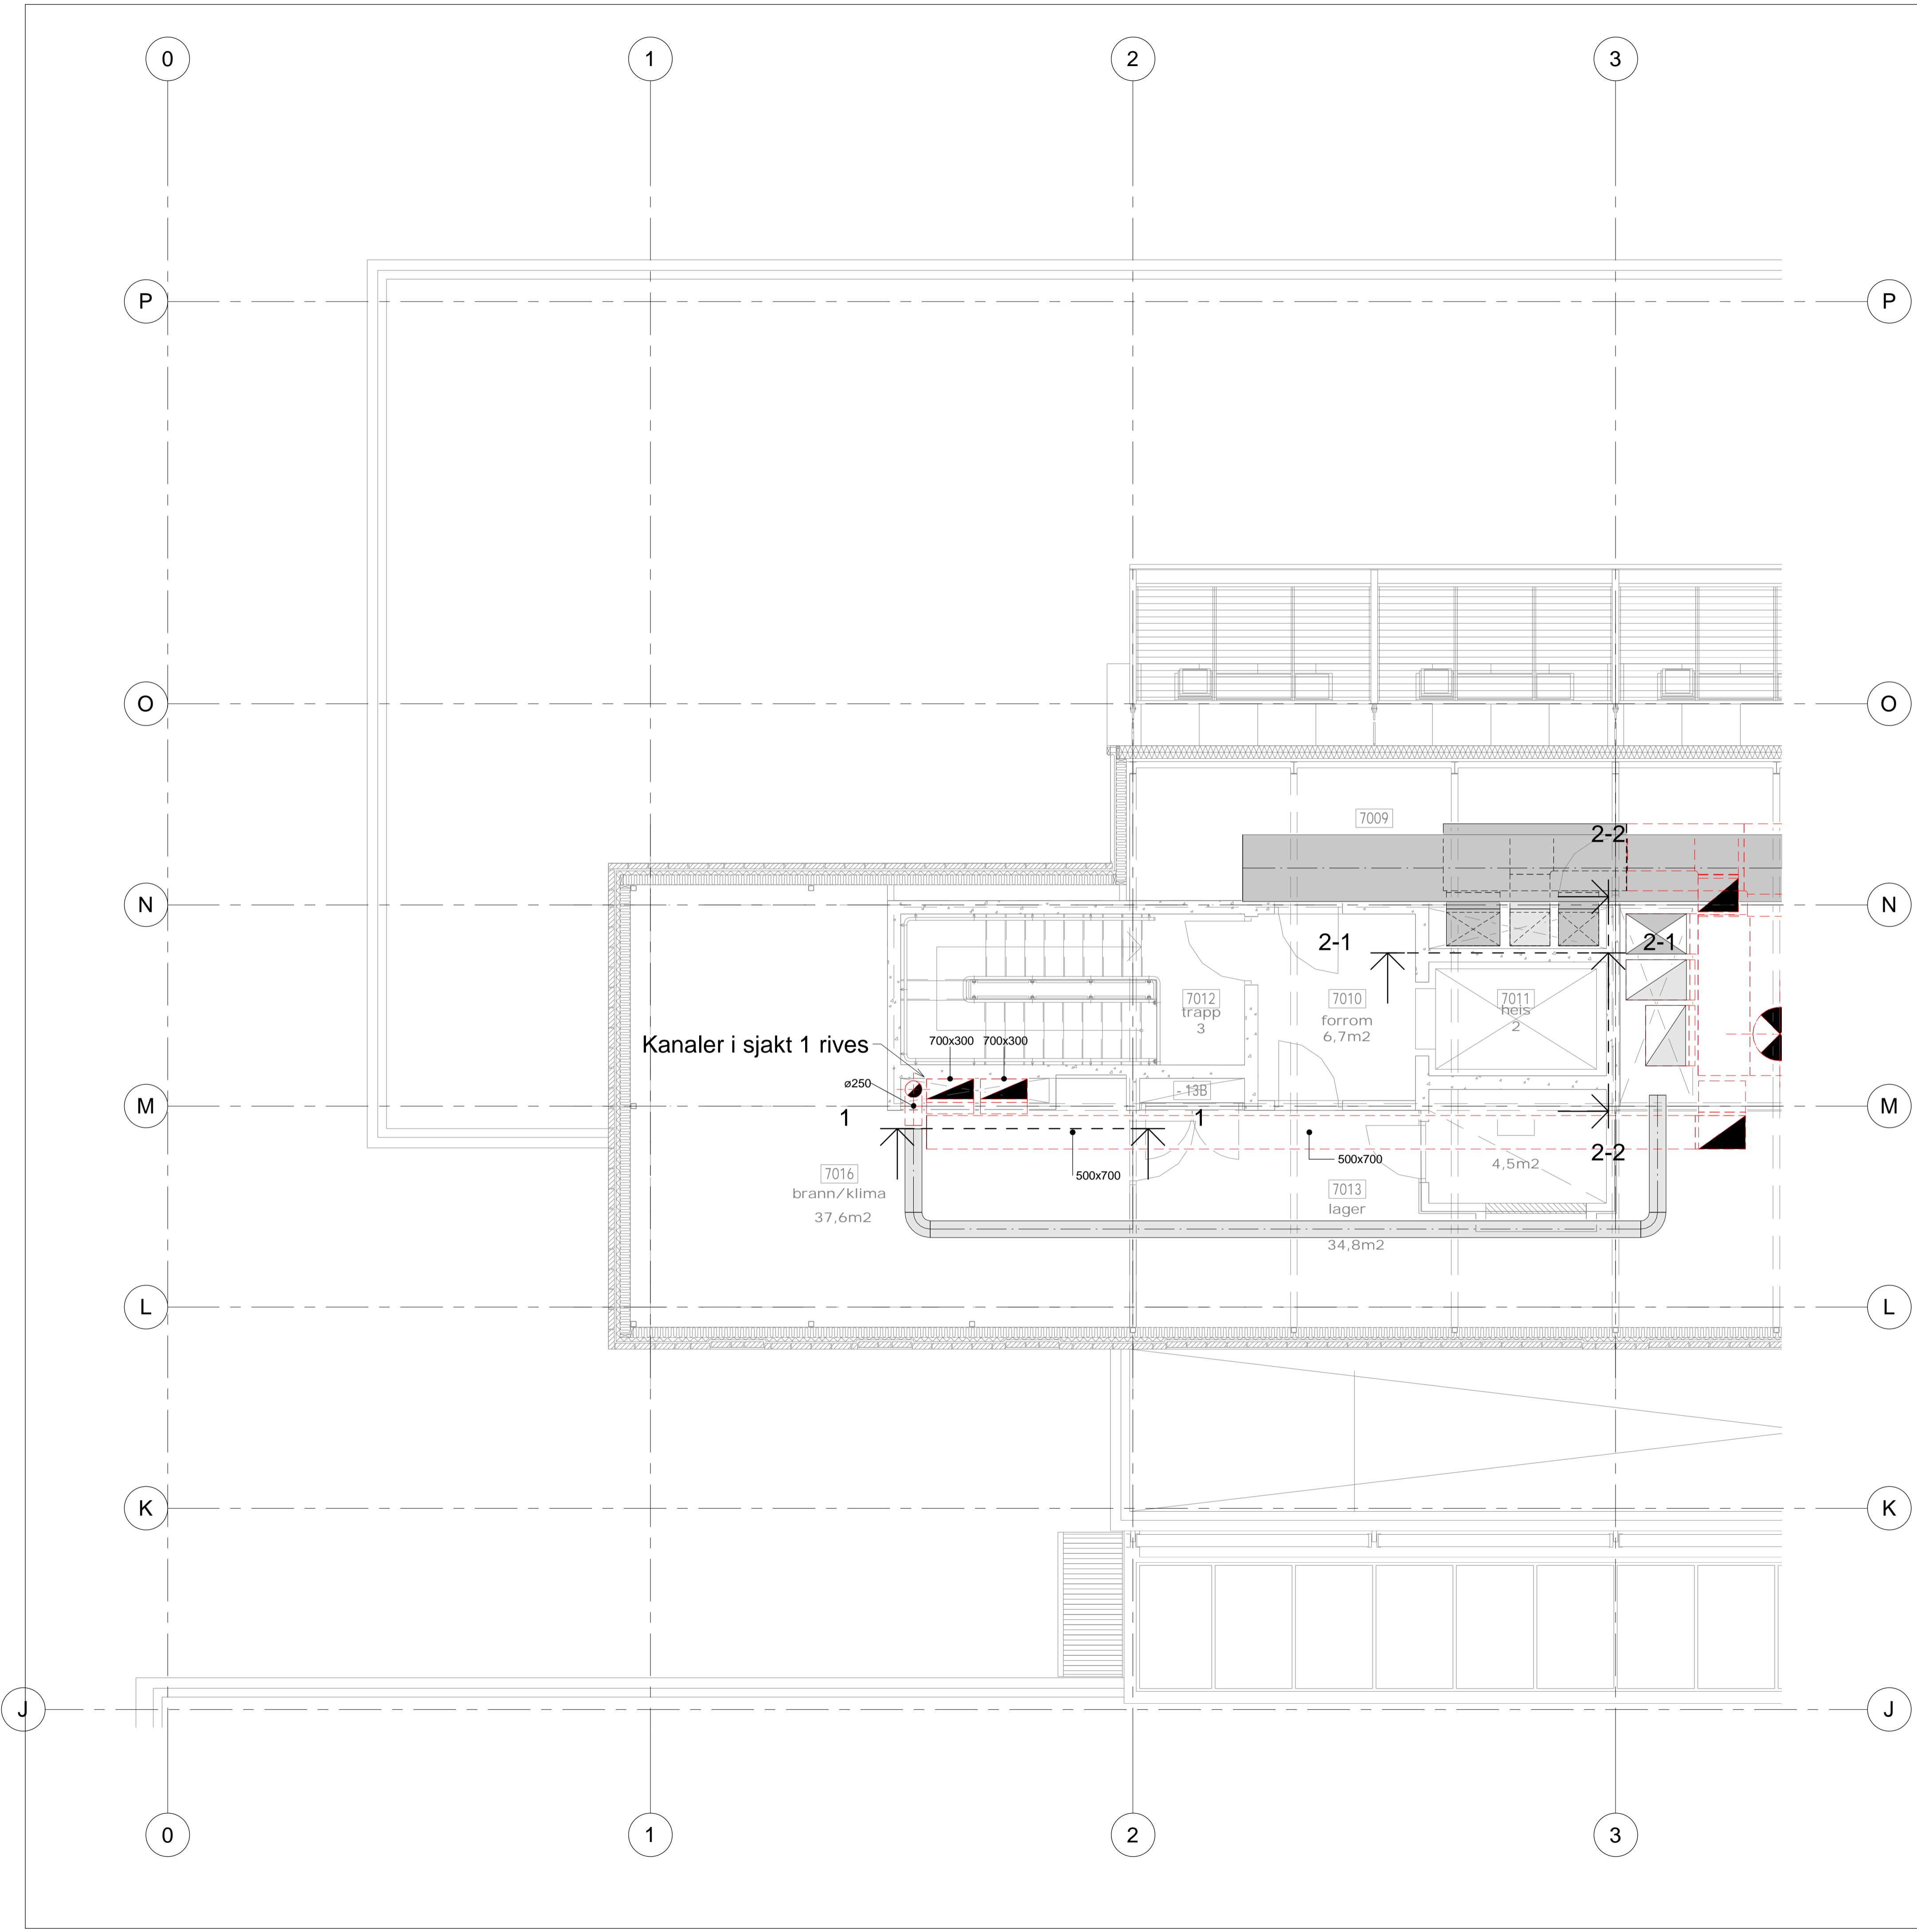 0
1
2
3
P
P
O
O
7009
2-2
N
N
2-1
2-1
7012
trapp
3
7010
forrom
6,7m2
7011
heis
2
Kanaler i sjakt 1 rives
700x300
700x300
ø250
- 13B
M
M
1
1
500x700
500x700
2-2
4,5m2
7016
brann/klima
37,6m2
7013
lager
34,8m2
L
L
K
K
J
J
0
1
2
3